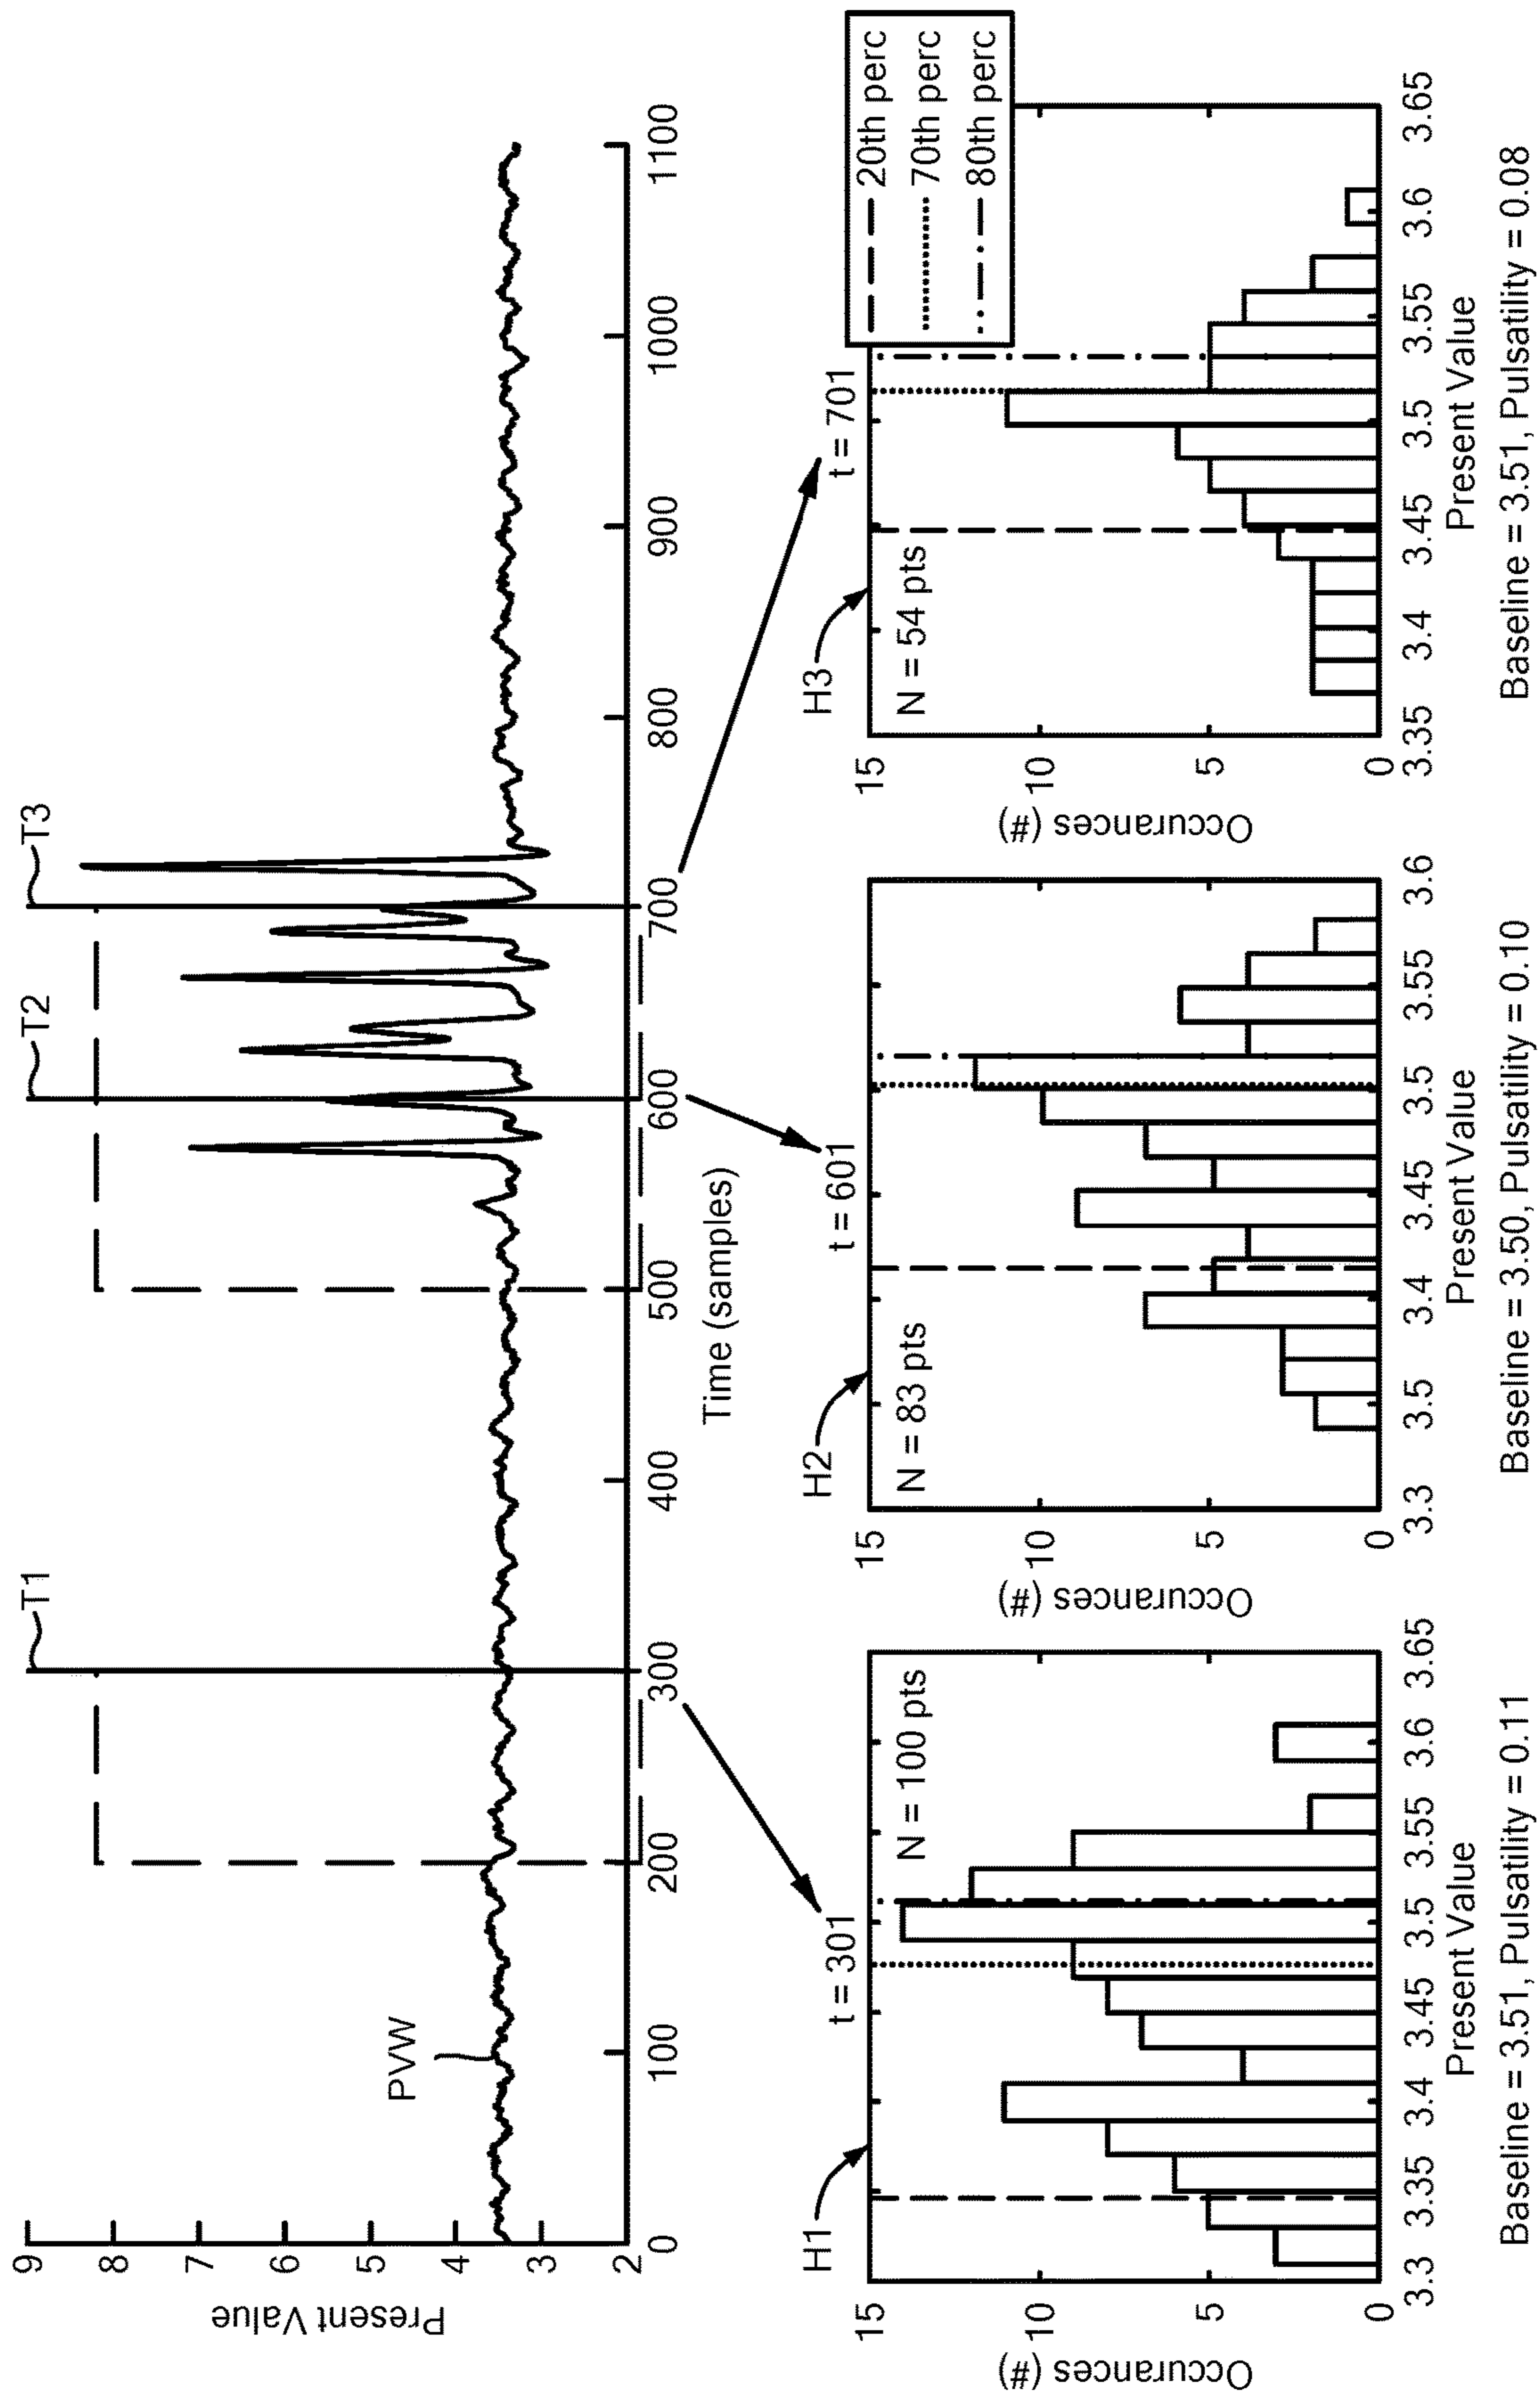 Present Value
9
8
7
6
5
4
3
2
PVW
T1
T2
T3
0
100
200
300
400
500
600
700
800
900
1000
1100
Time (samples)
H1
t = 301
N = 100 pts
Occurances (#)
15
10
5
0
3.3
3.35
3.4
3.45
3.5
3.55
3.6
3.65
Present Value
Baseline = 3.51, Pulsatility = 0.11
H2
t = 601
N = 83 pts
Occurances (#)
15
10
5
0
3.3
3.5
3.4
3.45
3.5
3.55
3.6
Present Value
Baseline = 3.50, Pulsatility = 0.10
H3
t = 701
N = 54 pts
20th perc
70th perc
80th perc
Occurances (#)
15
10
5
0
3.35
3.4
3.45
3.5
3.55
3.6
3.65
Present Value
Baseline = 3.51, Pulsatility = 0.08